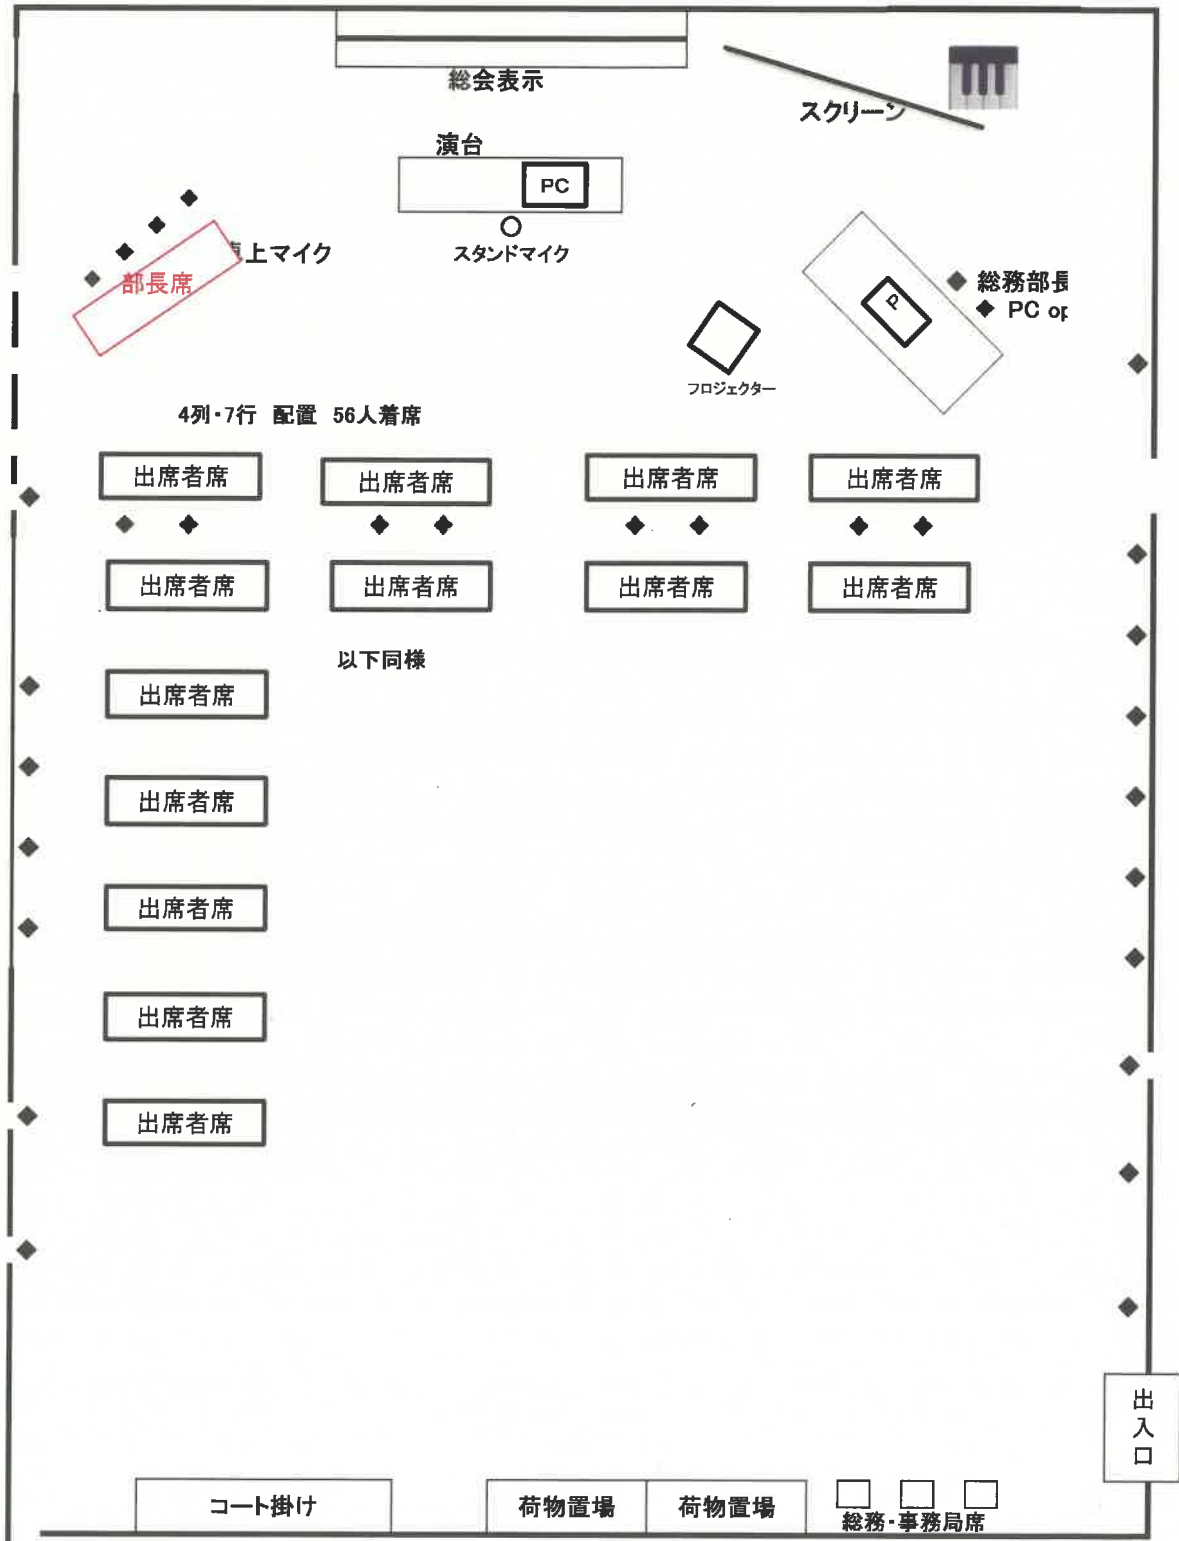 総会表示
スクリーン
演台
PC
スタンドマイク
上マイク
部長席
総務部長
P
PC op
フロジェクター
4列・7行 配置 56人着席
出席者席 出席者席 出席者席 出席者席
出席者席 出席者席 出席者席 出席者席
以下同様
出席者席
出席者席
出席者席
出席者席
出席者席
出入口
コート掛け 荷物置場 荷物置場
総務・事務局席